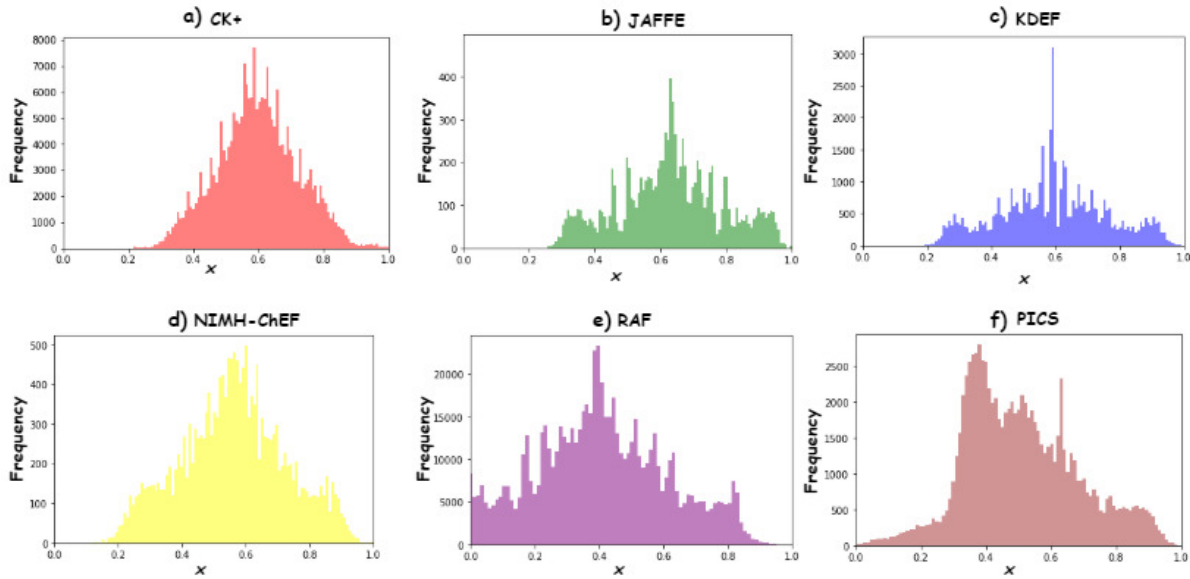 a) CK+
8000
7000
6000
5000
4000
3000
2000
1000
0
Frequency
0.0 0.2 0.4 0.6 0.8 1.0
x
b) JAFFE
400
300
200
100
0
Frequency
0.0 0.2 0.4 0.6 0.8 1.0
x
c) KDEF
3000
2500
2000
1500
1000
500
0
Frequency
0.0 0.2 0.4 0.6 0.8 1.0
x
d) NIMH-ChEF
500
400
300
200
100
0
Frequency
0.0 0.2 0.4 0.6 0.8 1.0
x
e) RAF
20000
15000
10000
5000
0
Frequency
0.0 0.2 0.4 0.6 0.8 1.0
x
f) PICS
2500
2000
1500
1000
500
0
Frequency
0.0 0.2 0.4 0.6 0.8 1.0
x